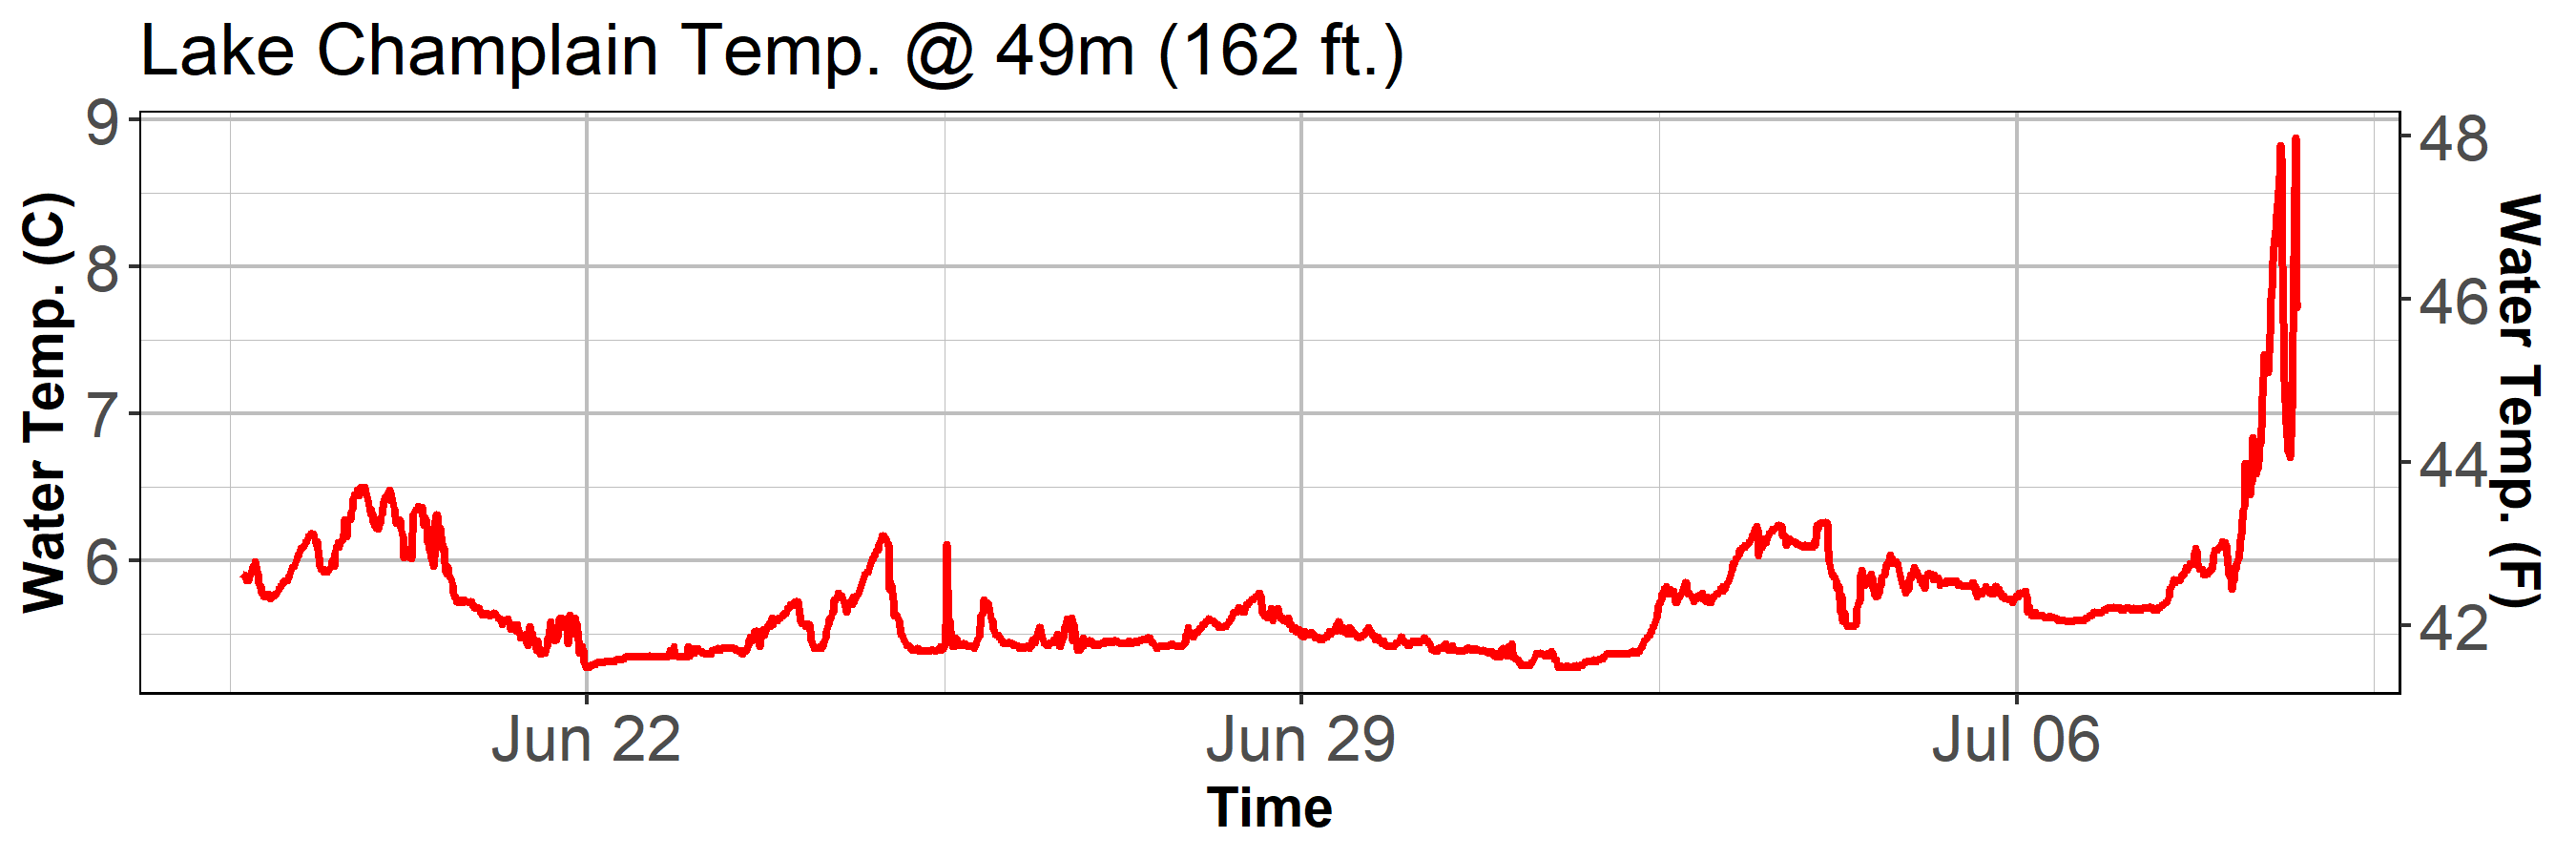 Lake Champlain Temp. @ 49m (162 ft.)
Water Temp. (C)
9
8
7
6
48
46
44
42
Water Temp. (F)
Jun 22
Jun 29
Jul 06
Time